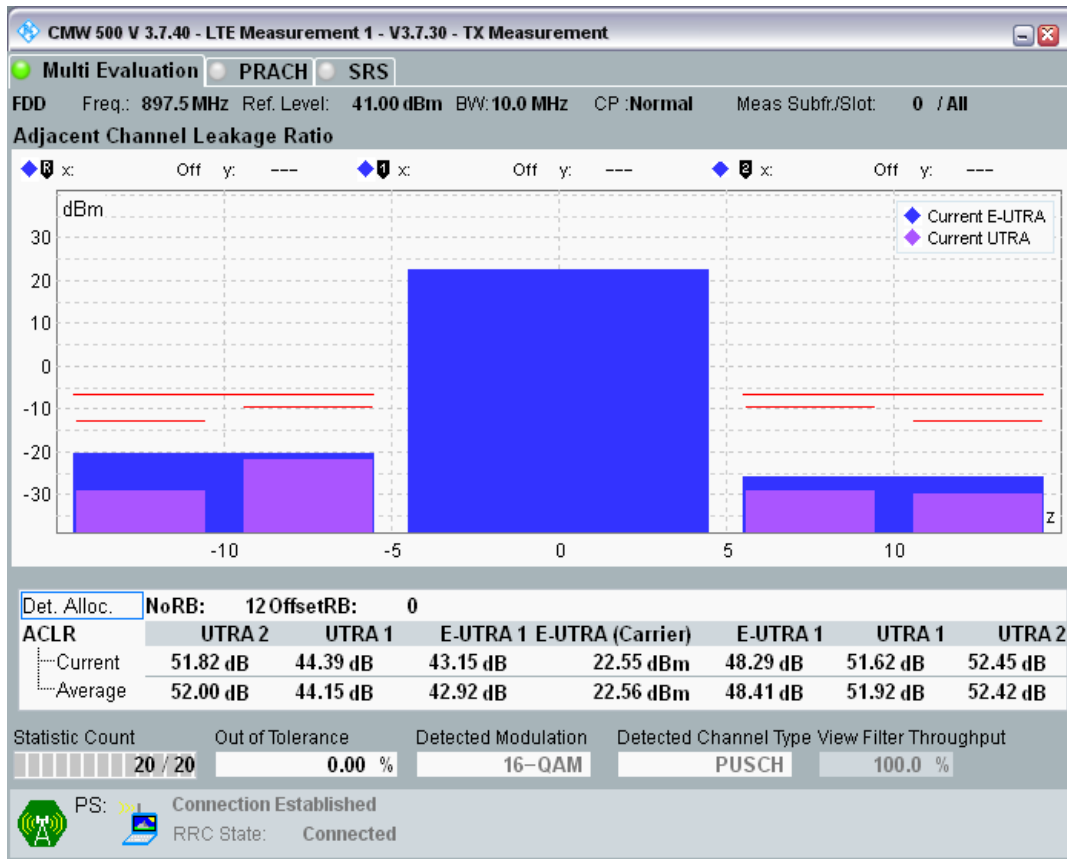 CMW 500 V 3.7.40 - LTE Measurement 1 - V3.7.30 - TX Measurement
Multi Evaluation PRACH SRS
FDD Freq.: 897.5 MHz Ref. Level: 41.00 dBm BW: 10.0 MHz CP :Normal Meas Subfr./Slot: 0 / All
Adjacent Channel Leakage Ratio
R x: Off y: --- 1 x: Off y: --- 2 x: Off y: ---
dBm
Current E-UTRA
Current UTRA
30
20
10
0
-10
-20
-30
z
-10 -5 0 5 10
Det. Alloc. NoRB: 12 OffsetRB: 0
ACLR UTRA 2 UTRA 1 E-UTRA 1 E-UTRA (Carrier) E-UTRA 1 UTRA 1 UTRA 2
Current 51.82 dB 44.39 dB 43.15 dB 22.55 dBm 48.29 dB 51.62 dB 52.45 dB
Average 52.00 dB 44.15 dB 42.92 dB 22.56 dBm 48.41 dB 51.92 dB 52.42 dB
Statistic Count Out of Tolerance Detected Modulation Detected Channel Type View Filter Throughput
20 / 20 0.00 % 16-QAM PUSCH 100.0 %
PS: Connection Established
RRC State: Connected